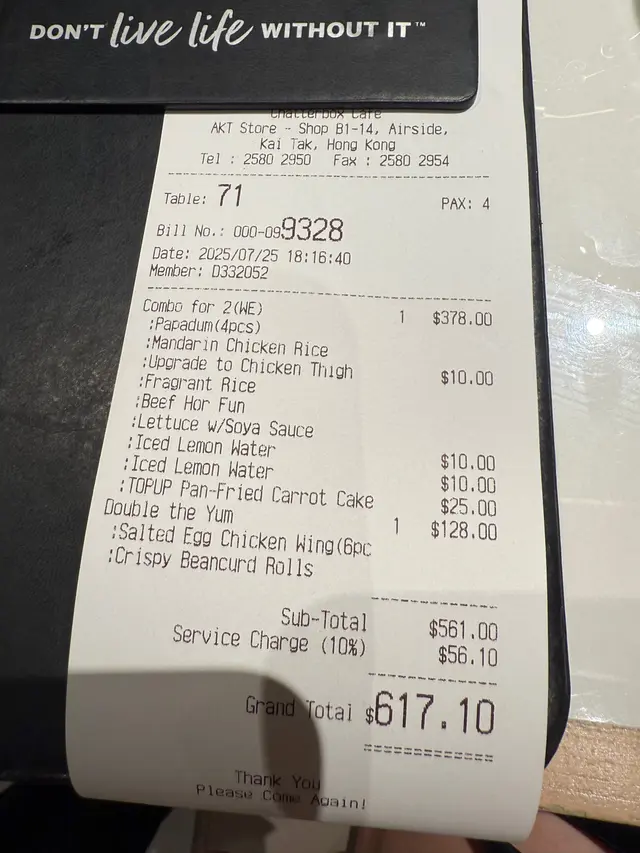 DON'T live life WITHOUT IT™
Chatterbox Cafe
AKT Store - Shop B1-14, Airside,
Kai Tak, Hong Kong
Tel : 2580 2950 Fax : 2580 2954
Table: 71 PAX: 4
Bill No.: 000-099328
Date: 2025/07/25 18:16:40
Member: D332052
Combo for 2(WE) 1 $378.00
:Papadum(4pcs)
:Mandarin Chicken Rice
:Upgrade to Chicken Thigh $10.00
:Fragrant Rice
:Beef Hor Fun
:Lettuce w/Soya Sauce
:Iced Lemon Water $10.00
:Iced Lemon Water $10.00
:TOPUP Pan-Fried Carrot Cake $25.00
Double the Yum 1 $128.00
:Salted Egg Chicken Wing(6pc
:Crispy Beancurd Rolls
Sub-Total $561.00
Service Charge (10%) $56.10
Grand Total $617.10
Thank You
Please Come Again!